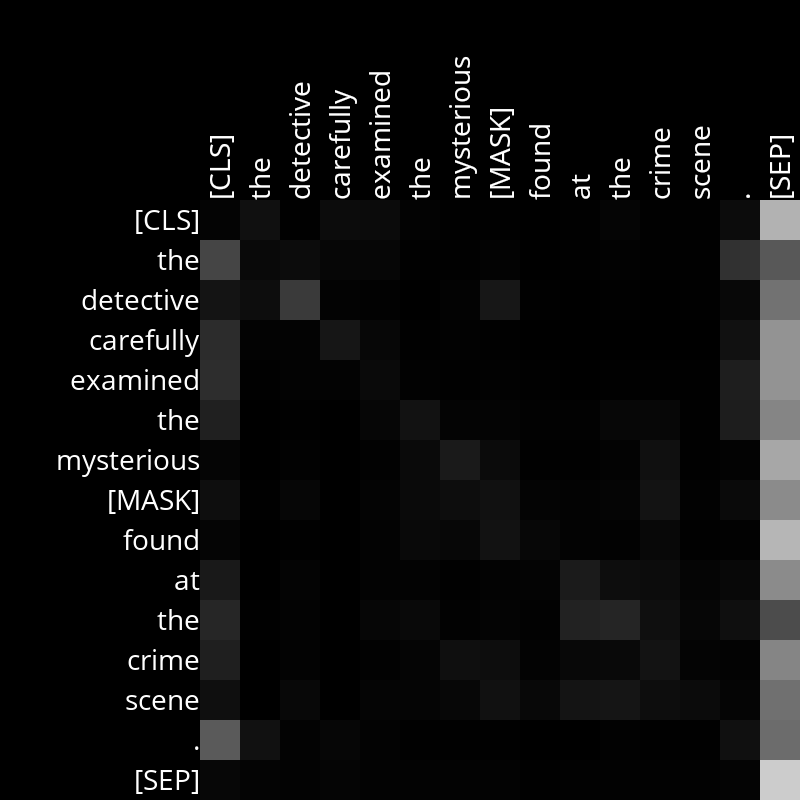 [CLS] the detective carefully examined the mysterious [MASK] found at the crime scene . [SEP]
[CLS]
the
detective
carefully
examined
the
mysterious
[MASK]
found
at
the
crime
scene
.
[SEP]